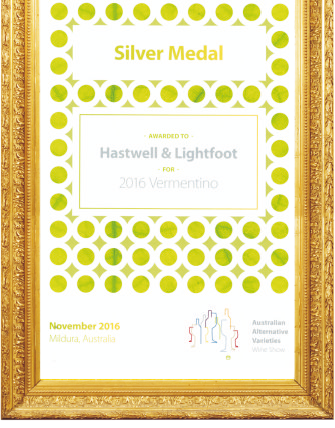 Silver Medal
- AWARDED TO -
Hastwell & Lightfoot
- FOR -
2016 Vermentino
November 2016
Mildura, Australia
Australian
Alternative
Varieties
Wine Show